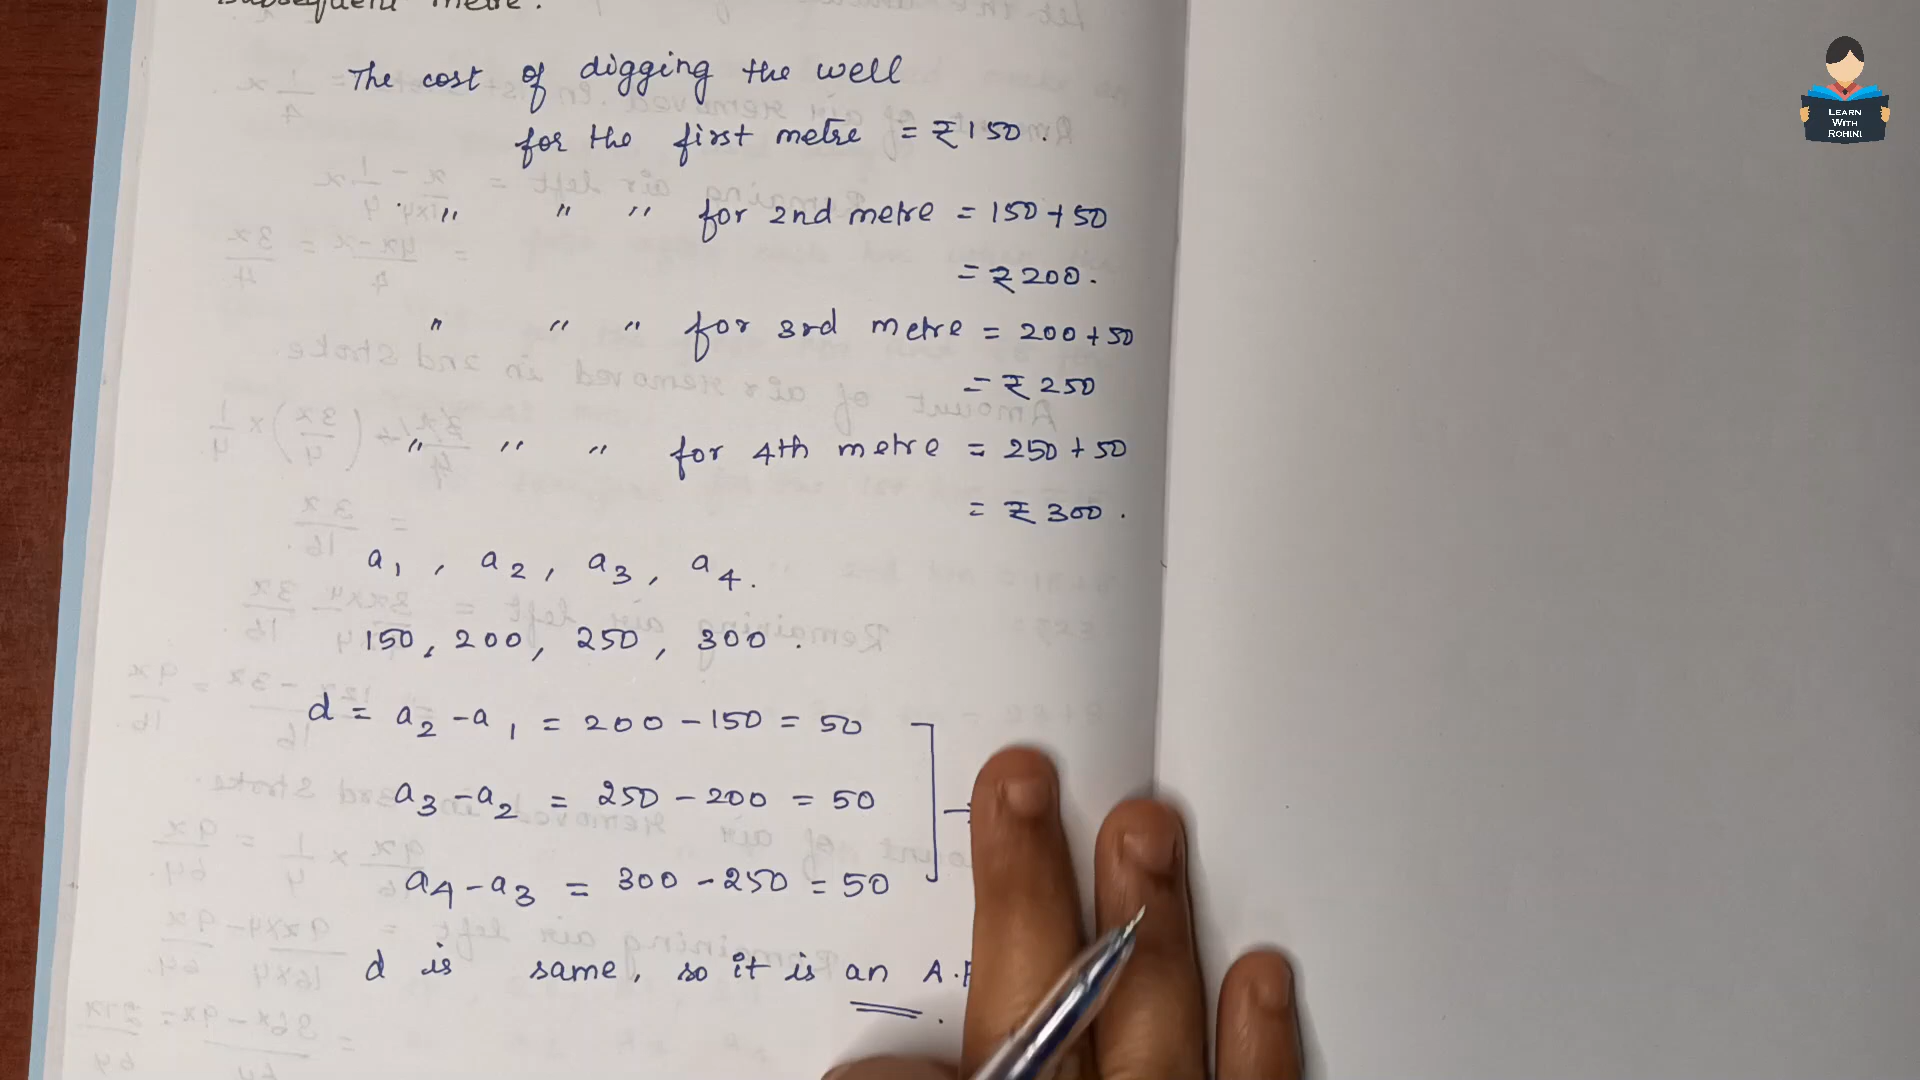 subsequent metre.
The cost of digging the well
for the first metre = ₹150.
" " " for 2nd metre = 150+50
= ₹200.
" " " for 3rd metre = 200+50
= ₹250
" " " for 4th metre = 250+50
= ₹300.
a₁, a₂, a₃, a₄.
150, 200, 250, 300.
d = a₂-a₁ = 200-150 = 50
a₃-a₂ = 250-200 = 50
a₄-a₃ = 300-250 = 50
d is same, so it is an A.P
LEARN
WITH
ROHINI